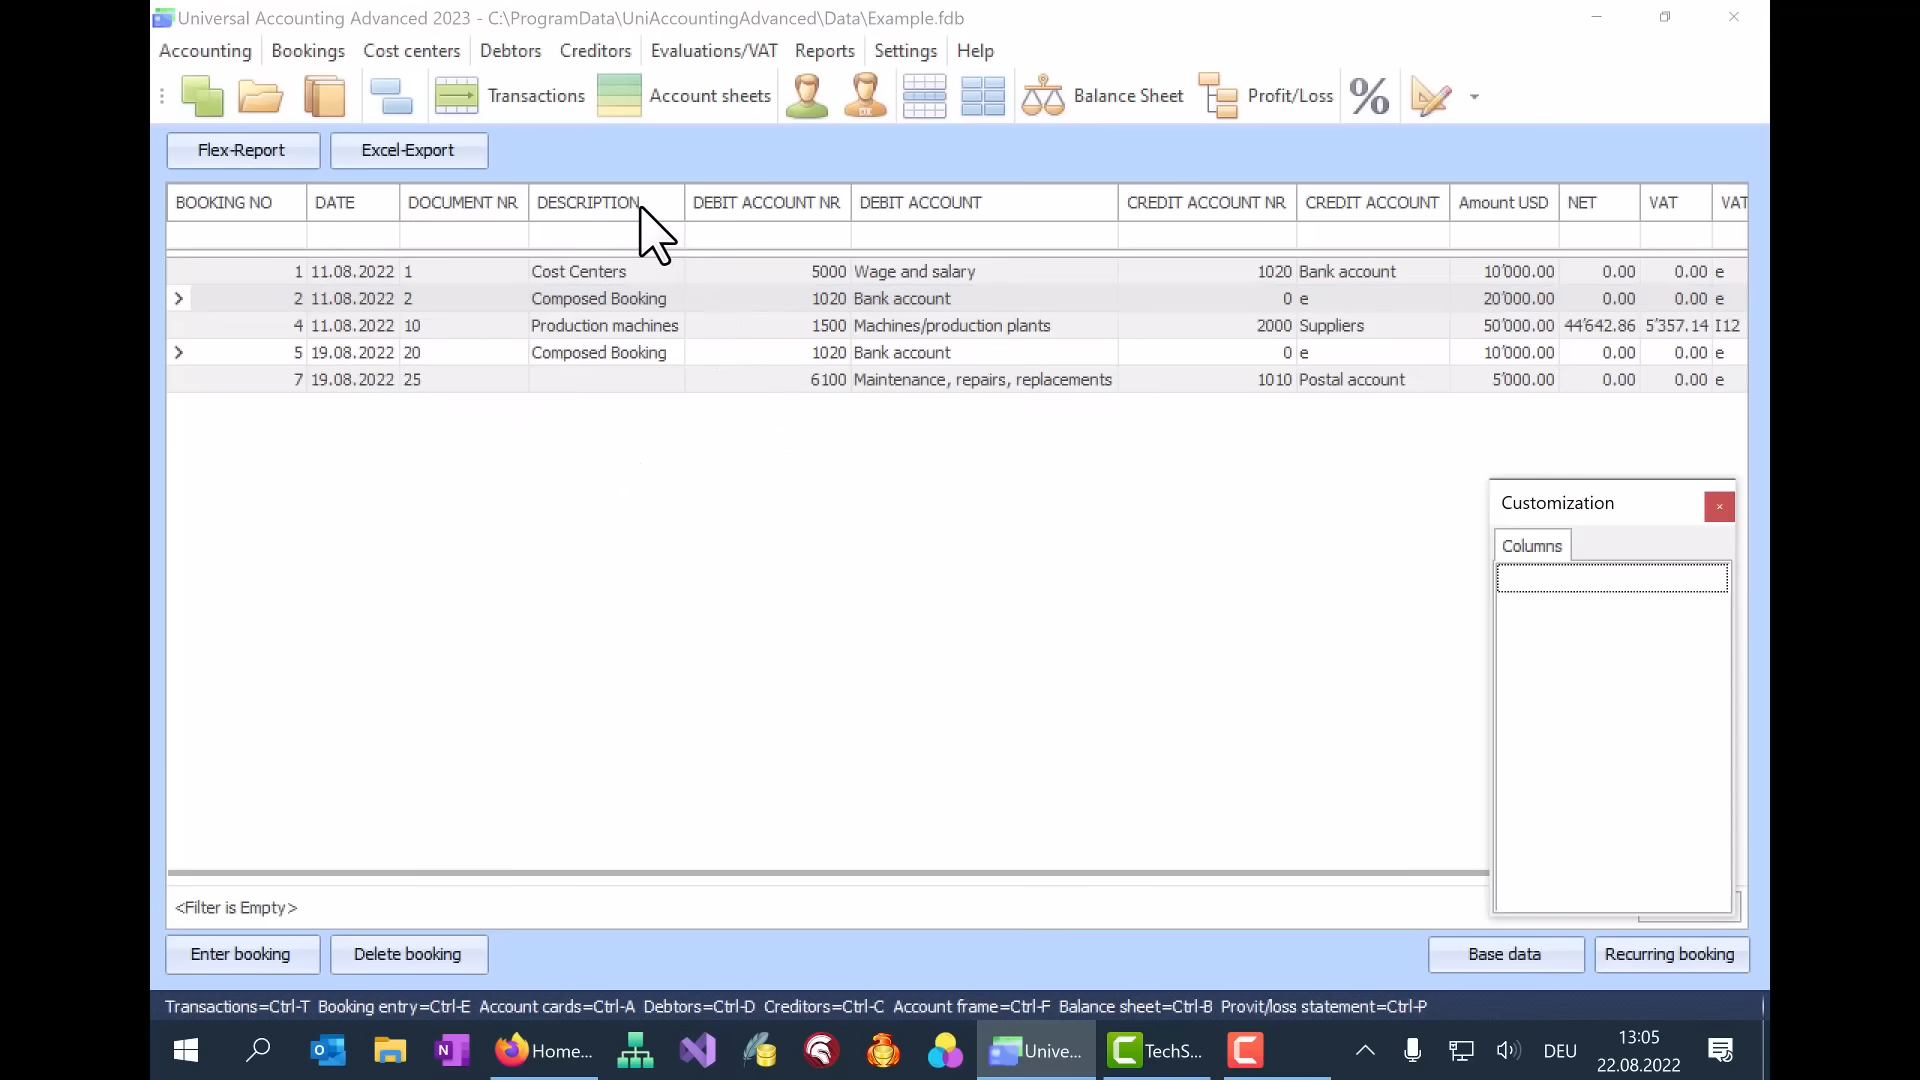 Universal Accounting Advanced 2023 - C:\ProgramData\UniAccountingAdvanced\Data\Example.fdb
Accounting Bookings Cost centers Debtors Creditors Evaluations/VAT Reports Settings Help
Transactions Account sheets OK Balance Sheet Profit/Loss %
Flex-Report Excel-Export
BOOKING NO DATE DOCUMENT NR DESCRIPTION DEBIT ACCOUNT NR DEBIT ACCOUNT CREDIT ACCOUNT NR CREDIT ACCOUNT Amount USD NET VAT VAT
1 11.08.2022 1 Cost Centers 5000 Wage and salary 1020 Bank account 10'000.00 0.00 0.00 e
2 11.08.2022 2 Composed Booking 1020 Bank account 0 e 20'000.00 0.00 0.00 e
4 11.08.2022 10 Production machines 1500 Machines/production plants 2000 Suppliers 50'000.00 44'642.86 5'357.14 I12
5 19.08.2022 20 Composed Booking 1020 Bank account 0 e 10'000.00 0.00 0.00 e
7 19.08.2022 25 6100 Maintenance, repairs, replacements 1010 Postal account 5'000.00 0.00 0.00 e
Customization
Columns
<Filter is Empty>
Enter booking Delete booking Base data Recurring booking
Transactions=Ctrl-T Booking entry=Ctrl-E Account cards=Ctrl-A Debtors=Ctrl-D Creditors=Ctrl-C Account frame=Ctrl-F Balance sheet=Ctrl-B Provit/loss statement=Ctrl-P
Home... Unive... TechS... DEU 13:05
22.08.2022